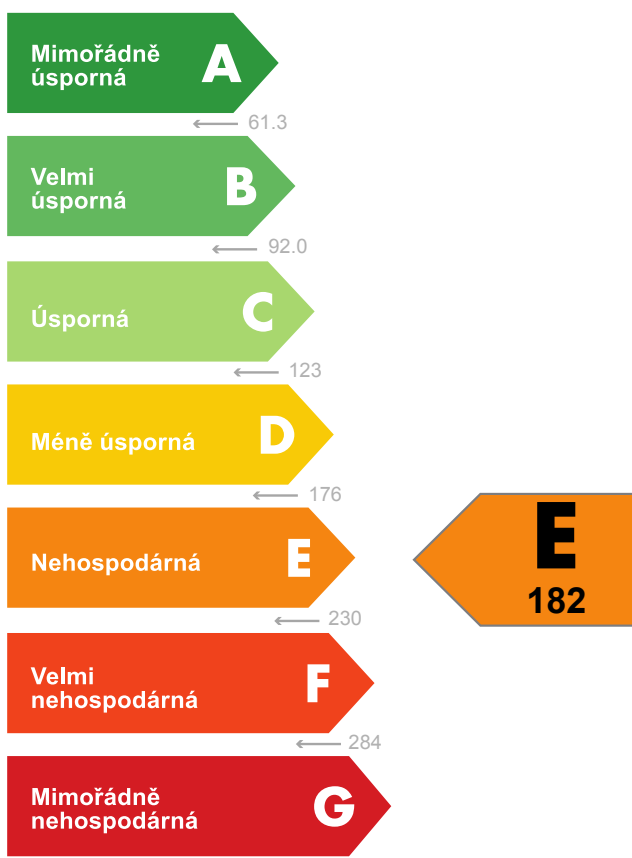 Mimořádně
úsporná
A
61.3
Velmi
úsporná
B
92.0
Úsporná
C
123
Méně úsporná
D
176
Nehospodárná
E
E
182
230
Velmi
nehospodárná
F
284
Mimořádně
nehospodárná
G